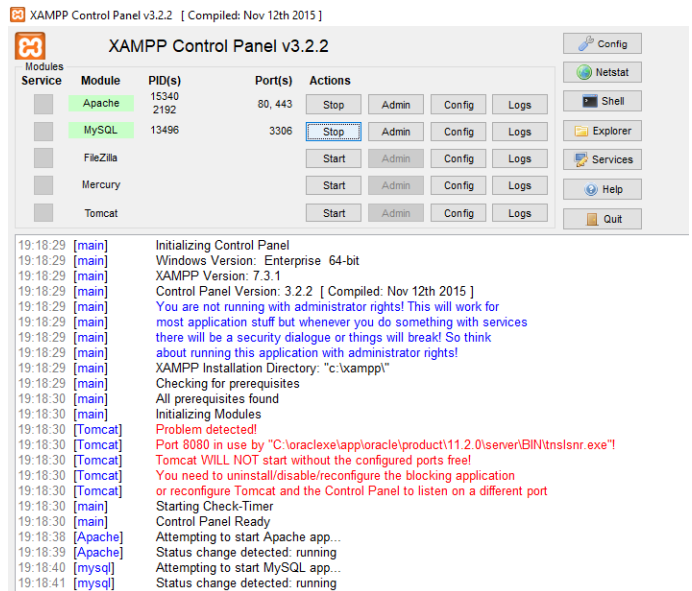 XAMPP Control Panel v3.2.2 [ Compiled: Nov 12th 2015 ]
XAMPP Control Panel v3.2.2
Config
Modules
Service Module PID(s) Port(s) Actions
Netstat
Apache 15340 2192 80, 443 Stop Admin Config Logs
Shell
MySQL 13496 3306 Stop Admin Config Logs
Explorer
FileZilla Start Admin Config Logs
Services
Mercury Start Admin Config Logs
Help
Tomcat Start Admin Config Logs
Quit
19:18:29 [main] Initializing Control Panel
19:18:29 [main] Windows Version: Enterprise 64-bit
19:18:29 [main] XAMPP Version: 7.3.1
19:18:29 [main] Control Panel Version: 3.2.2 [ Compiled: Nov 12th 2015 ]
19:18:29 [main] You are not running with administrator rights! This will work for
19:18:29 [main] most application stuff but whenever you do something with services
19:18:29 [main] there will be a security dialogue or things will break! So think
19:18:29 [main] about running this application with administrator rights!
19:18:29 [main] XAMPP Installation Directory: "c:\xampp\"
19:18:29 [main] Checking for prerequisites
19:18:30 [main] All prerequisites found
19:18:30 [main] Initializing Modules
19:18:30 [Tomcat] Problem detected!
19:18:30 [Tomcat] Port 8080 in use by "C:\oraclexe\app\oracle\product\11.2.0\server\BIN\tnslsnr.exe"!
19:18:30 [Tomcat] Tomcat WILL NOT start without the configured ports free!
19:18:30 [Tomcat] You need to uninstall/disable/reconfigure the blocking application
19:18:30 [Tomcat] or reconfigure Tomcat and the Control Panel to listen on a different port
19:18:30 [main] Starting Check-Timer
19:18:30 [main] Control Panel Ready
19:18:38 [Apache] Attempting to start Apache app...
19:18:39 [Apache] Status change detected: running
19:18:40 [mysql] Attempting to start MySQL app...
19:18:41 [mysql] Status change detected: running